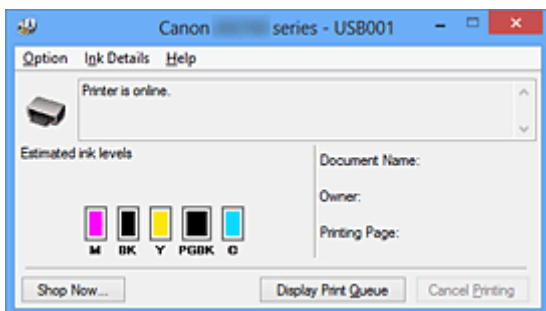 Canon series - USB001
Option Ink Details Help
Printer is online.
Estimated ink levels
Document Name:
Owner:
Printing Page:
M BK Y PGBK C
Shop Now... Display Print Queue Cancel Printing